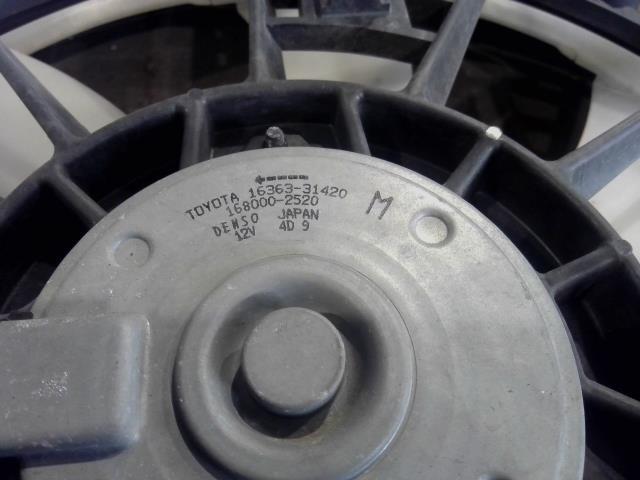 TOYOTA 16363-31420
168000-2520
DENSO JAPAN
12V 4D 9
M